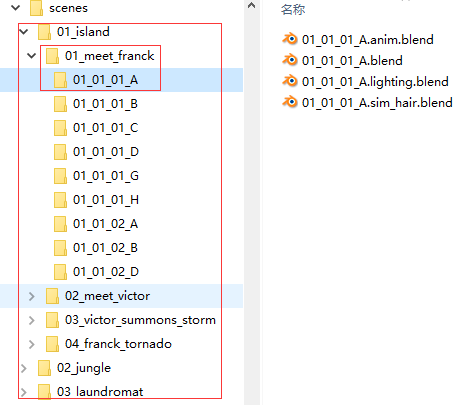 scenes
01_island
01_meet_franck
01_01_01_A
01_01_01_B
01_01_01_C
01_01_01_D
01_01_01_G
01_01_01_H
01_01_02_A
01_01_02_B
01_01_02_D
02_meet_victor
03_victor_summons_storm
04_franck_tornado
02_jungle
03_laundromat
名称
01_01_01_A.anim.blend
01_01_01_A.blend
01_01_01_A.lighting.blend
01_01_01_A.sim_hair.blend